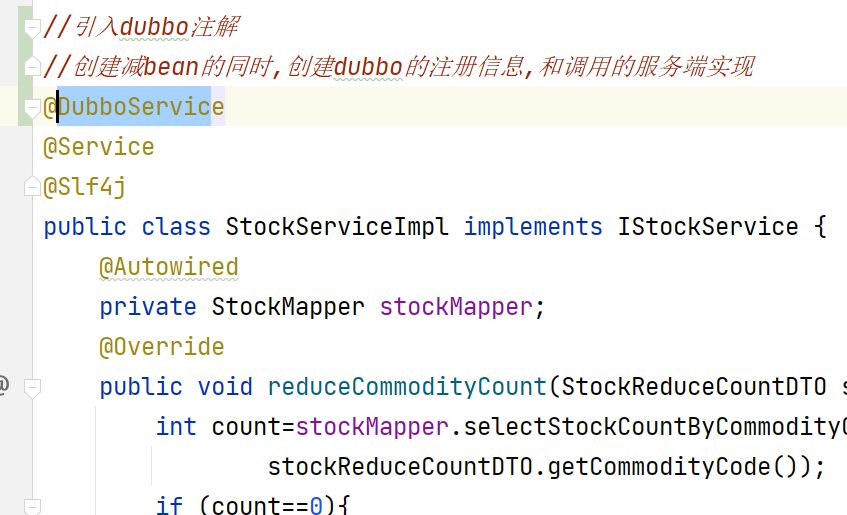 //引入dubbo注解
//创建减bean的同时,创建dubbo的注册信息,和调用的服务端实现
@DubboService
@Service
@Slf4j
public class StockServiceImpl implements IStockService {
@Autowired
private StockMapper stockMapper;
@Override
public void reduceCommodityCount(StockReduceCountDTO s
int count=stockMapper.selectStockCountByCommodityC
stockReduceCountDTO.getCommodityCode());
if (count==0){